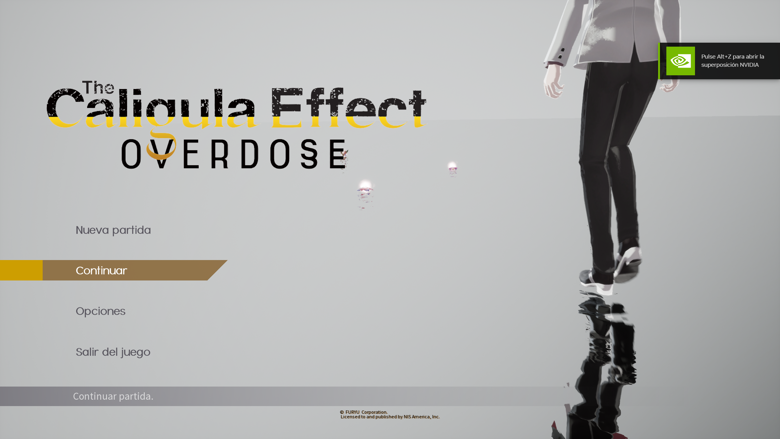 The
Caligula Effect
OVERDOSE
Pulse Alt+Z para abrir la
superposición NVIDIA
Nueva partida
Continuar
Opciones
Salir del juego
Continuar partida.
© FURYU Corporation.
Licensed to and published by NIS America, Inc.